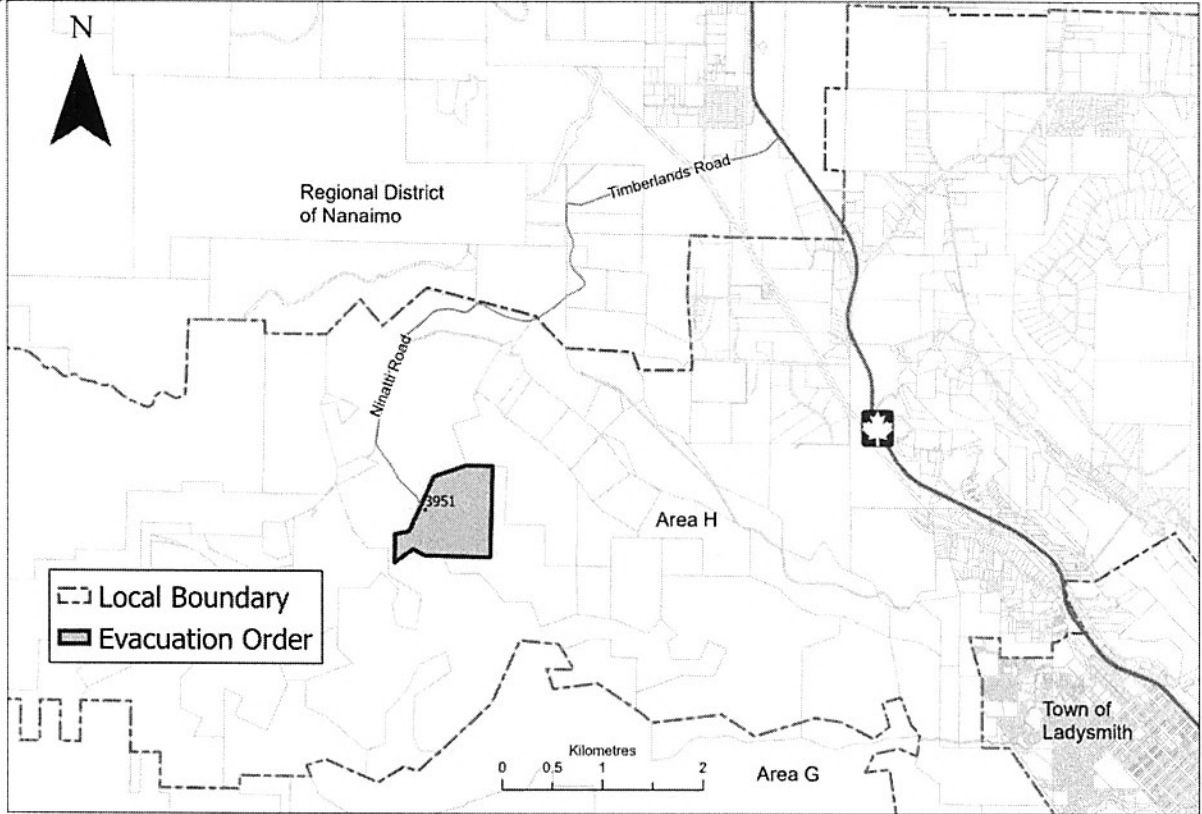 N
Timberlands Road
Regional District
of Nanaimo
Ninatti Road
3951
Area H
Local Boundary
Evacuation Order
Town of
Ladysmith
Kilometres
0 0.5 1 2
Area G